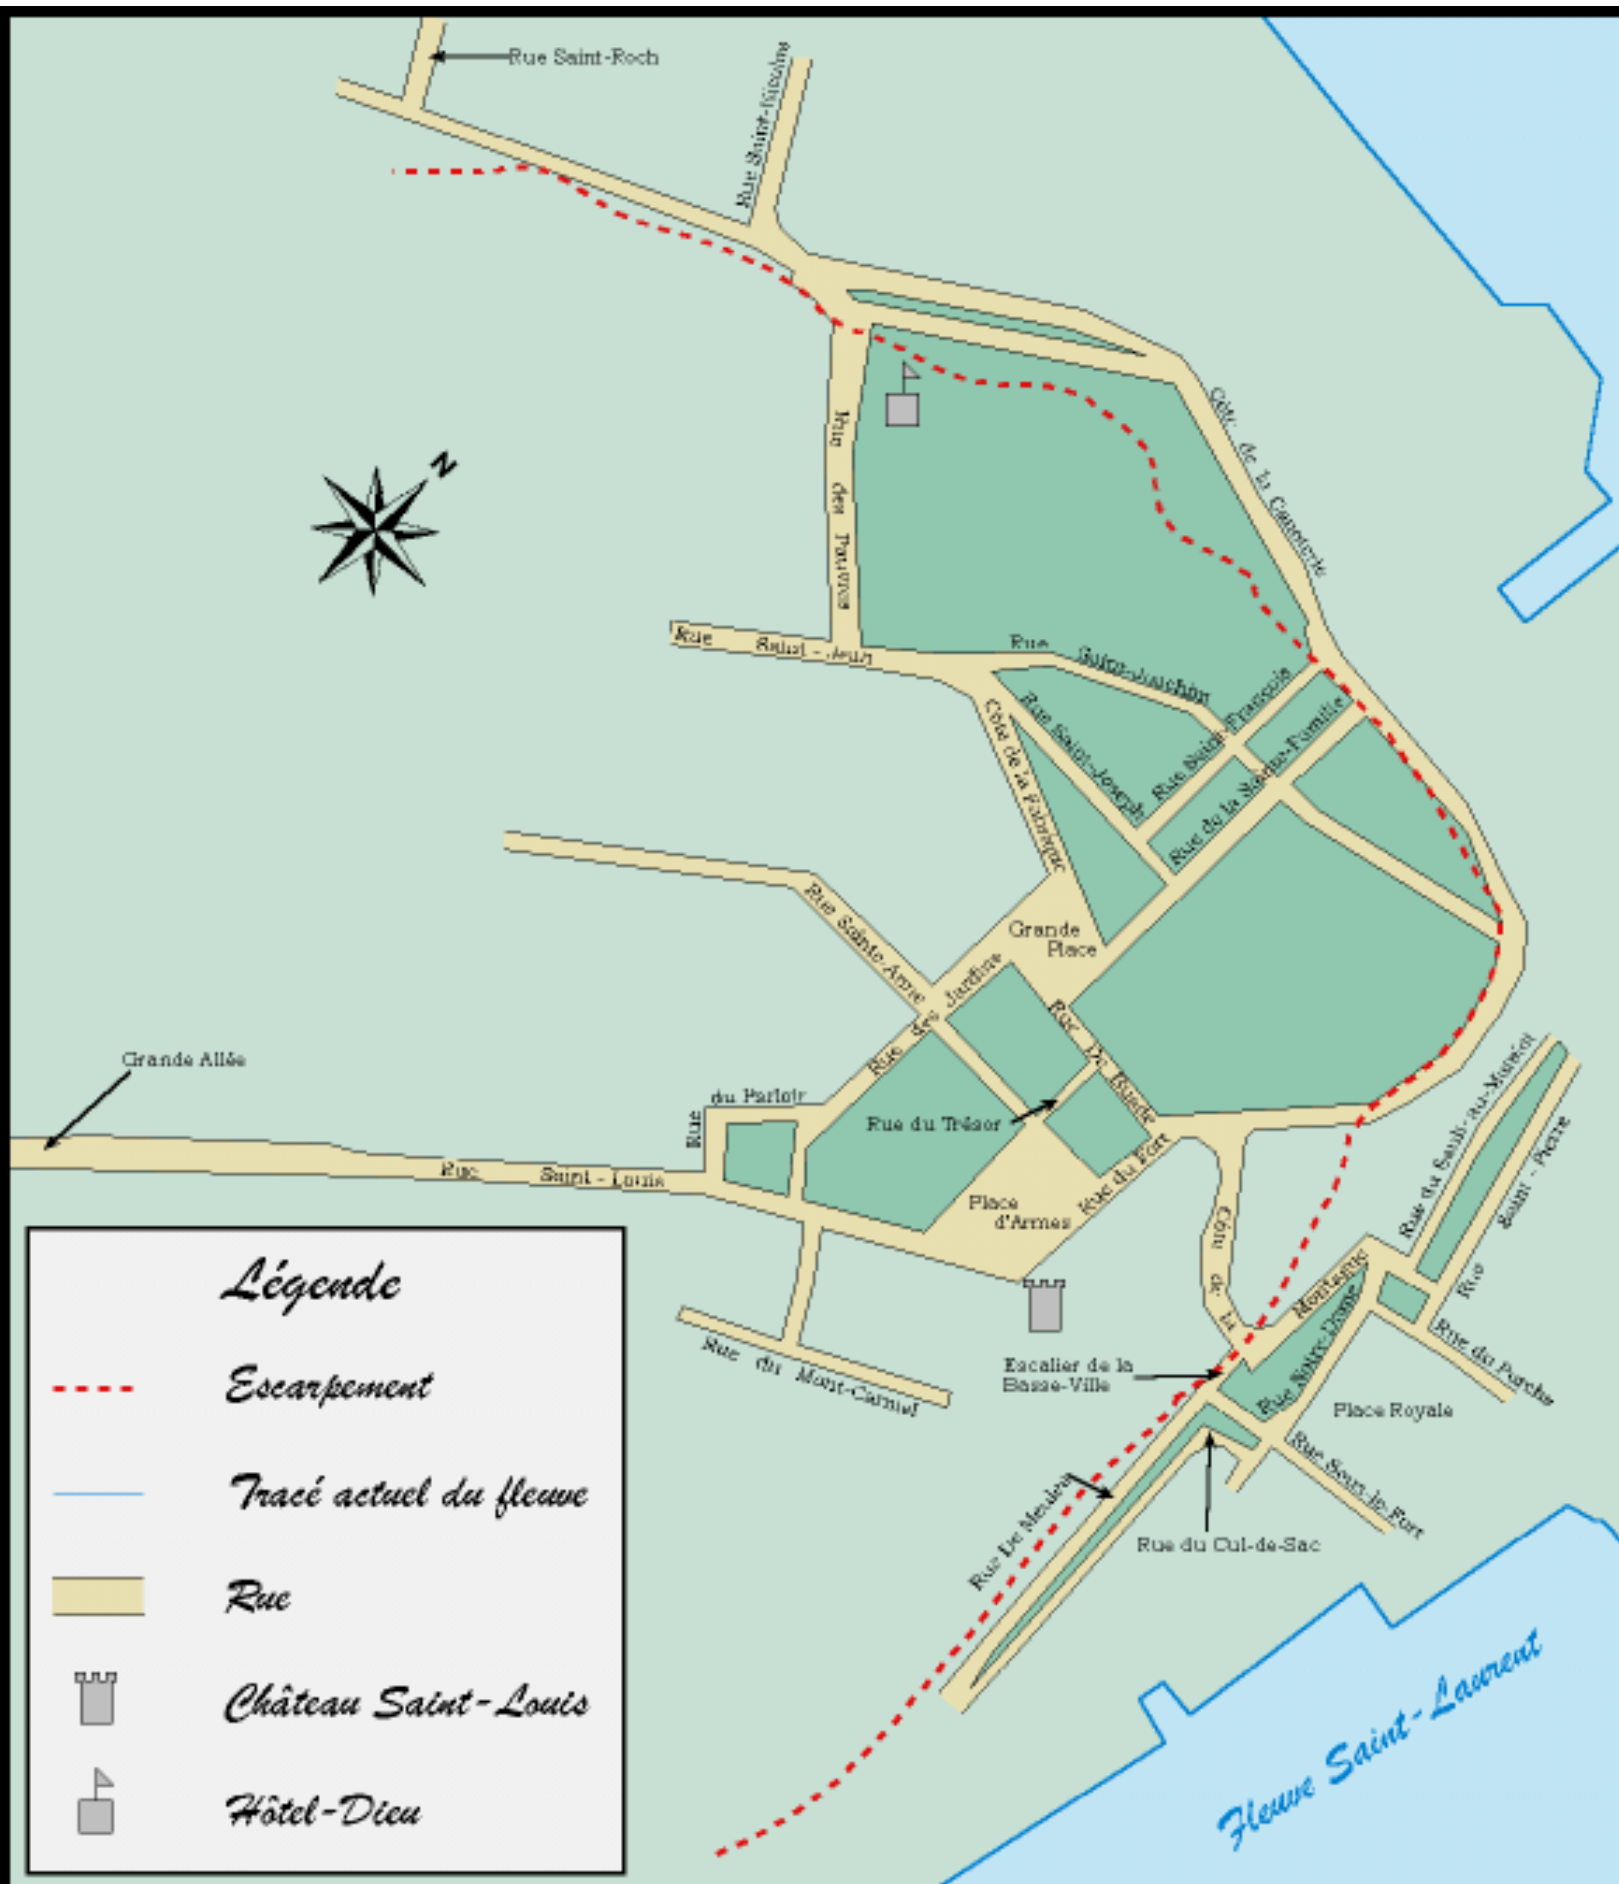 Rue Saint-Roch
Rue Saint-Nicolas
N
Côte de la Canoterie
Rue des Pauvres
Rue Saint-Jean
Rue Saint-Joachim
Rue Saint-François
Rue Saint-Joseph
Rue de la Sainte-Famille
Côte de la Fabrique
Rue Sainte-Anne
Grande
Place
Rue des Jardins
Rue De Buade
Grande Allée
Rue du Parloir
Rue du Trésor
Rue du Fort
Rue Saint-Louis
Place
d'Armes
Rue du Sault-au-Matelot
Rue Saint-Pierre
Côte de la Montagne
Rue Notre-Dame
Rue du Porche
Rue du Mont-Carmel
Escalier de la
Basse-Ville
Place Royale
Rue Sous-le-Fort
Rue De Meules
Rue du Cul-de-Sac
Fleuve Saint-Laurent
Légende
Escarpement
Tracé actuel du fleuve
Rue
Château Saint-Louis
Hôtel-Dieu